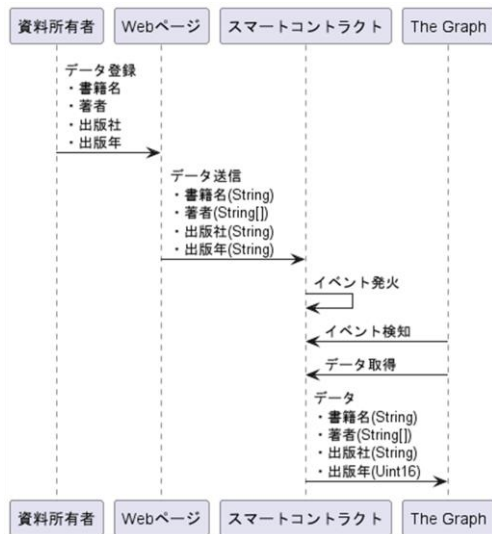 資料所有者
Webページ
スマートコントラクト
The Graph
データ登録
・書籍名
・著者
・出版社
・出版年
データ送信
・書籍名(String)
・著者(String[])
・出版社(String)
・出版年(String)
イベント発火
イベント検知
データ取得
データ
・書籍名(String)
・著者(String[])
・出版社(String)
・出版年(Uint16)
資料所有者
Webページ
スマートコントラクト
The Graph